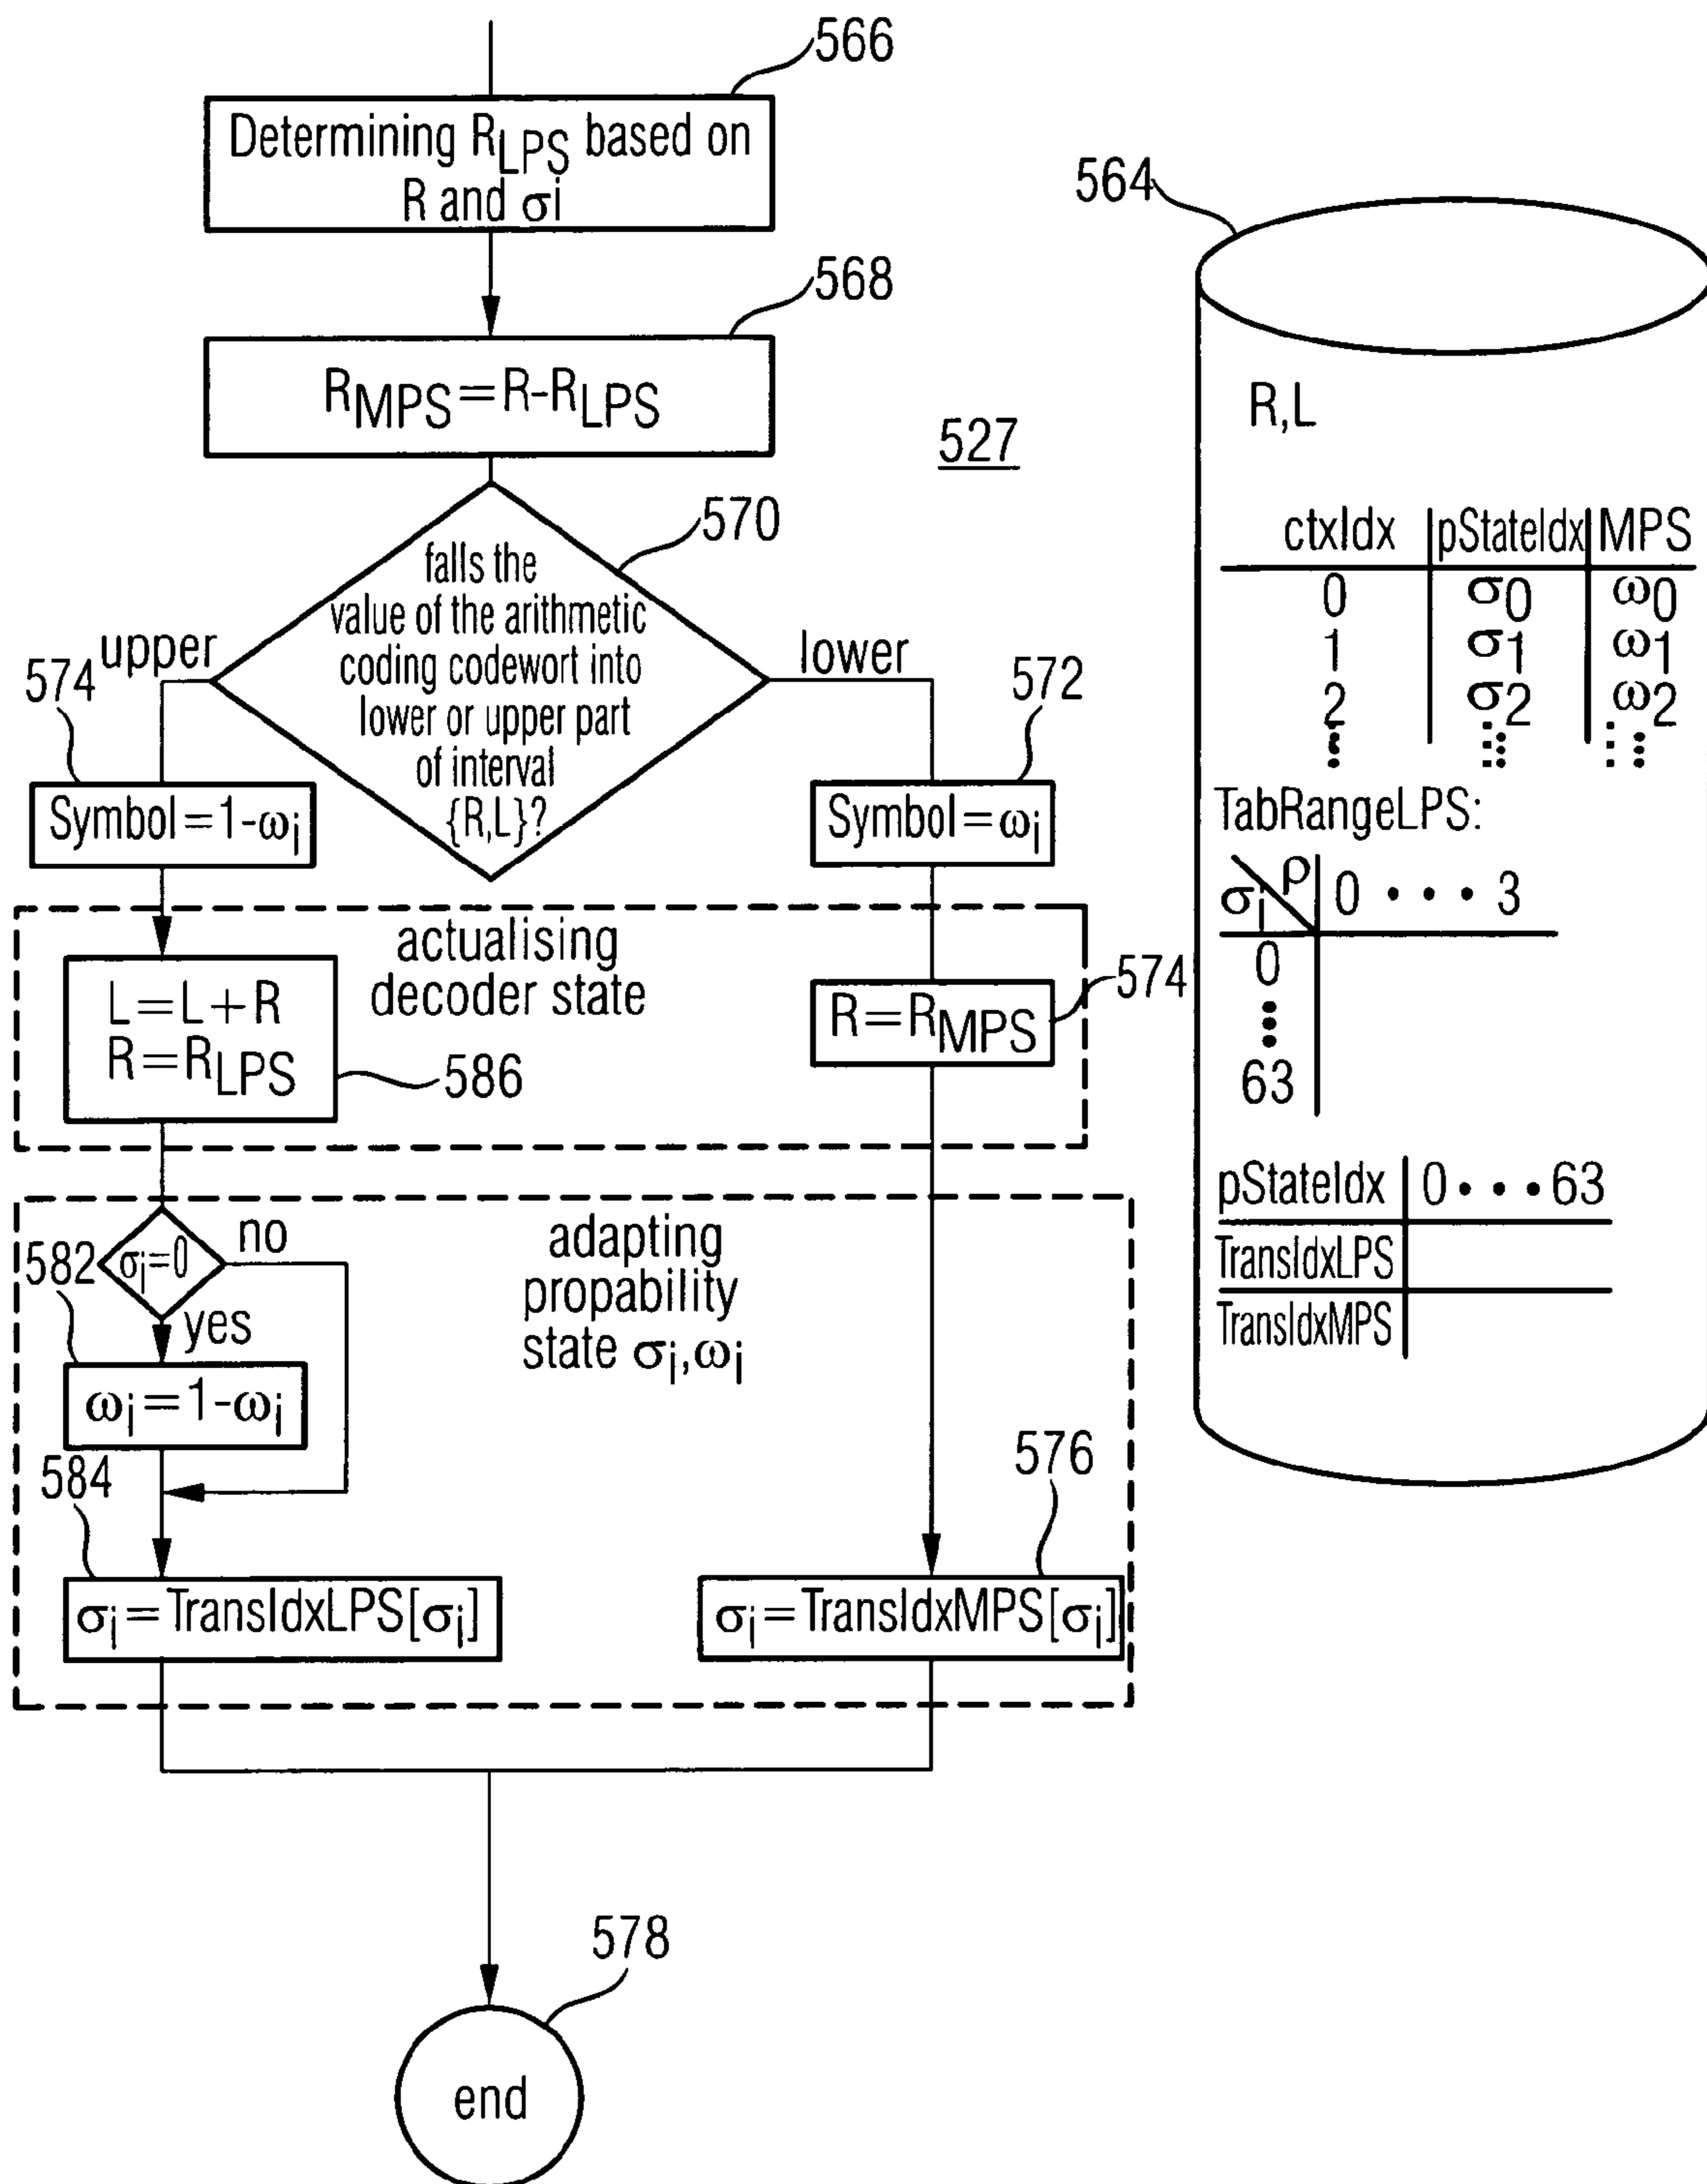 566
Determining RLPS based on
R and σi
568
RMPS=R-RLPS
527
570
falls the
value of the arithmetic
coding codewort into
lower or upper part
of interval
{R,L}?
upper
lower
574
Symbol=1-ωi
572
Symbol=ωi
actualising
decoder state
L=L+R
R=RLPS
586
R=RMPS
574
adapting
propability
state σi,ωi
582
σi=0
no
yes
ωi=1-ωi
584
σi=TransIdxLPS[σi]
576
σi=TransIdxMPS[σi]
578
end
564
R,L
ctxIdx pStateIdx MPS
0 σ0 ω0
1 σ1 ω1
2 σ2 ω2
TabRangeLPS:
σi ρ 0 • • • 3
0
63
pStateIdx 0 • • • 63
TransIdxLPS
TransIdxMPS